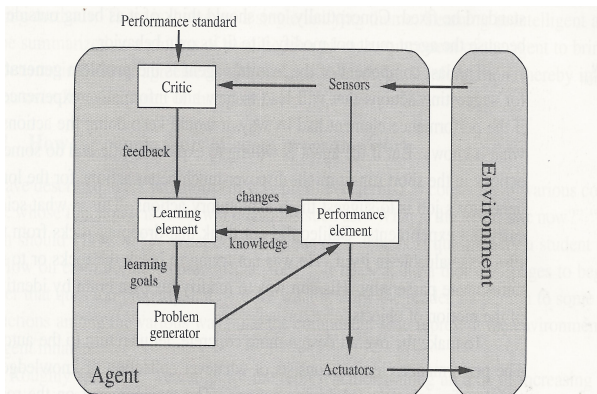 Performance standard
Critic
Sensors
feedback
changes
Learning
element
Performance
element
knowledge
Environment
learning
goals
Problem
generator
Agent
Actuators